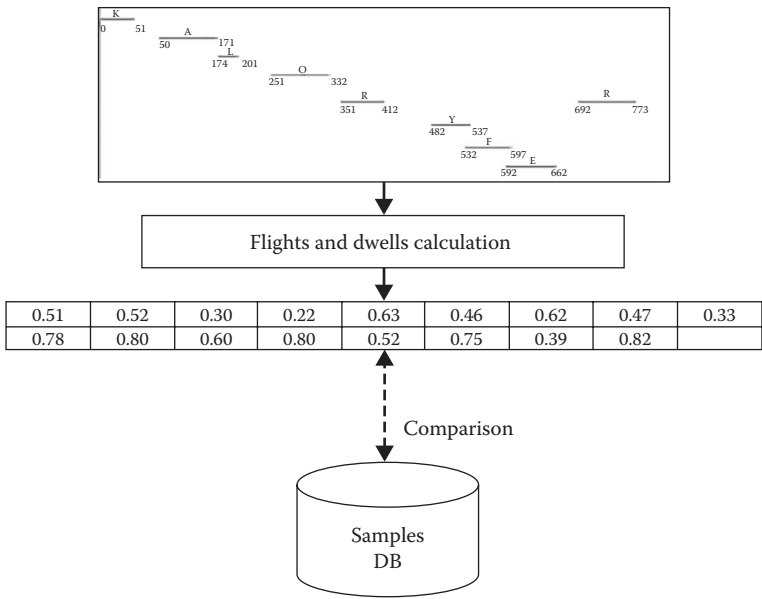 K
0 51
A
50 171
L
174 201
O
251 332
R
351 412
Y
482 537
F
532 597
E
592 662
R
692 773
Flights and dwells calculation
0.51 0.52 0.30 0.22 0.63 0.46 0.62 0.47 0.33
0.78 0.80 0.60 0.80 0.52 0.75 0.39 0.82
Comparison
Samples
DB